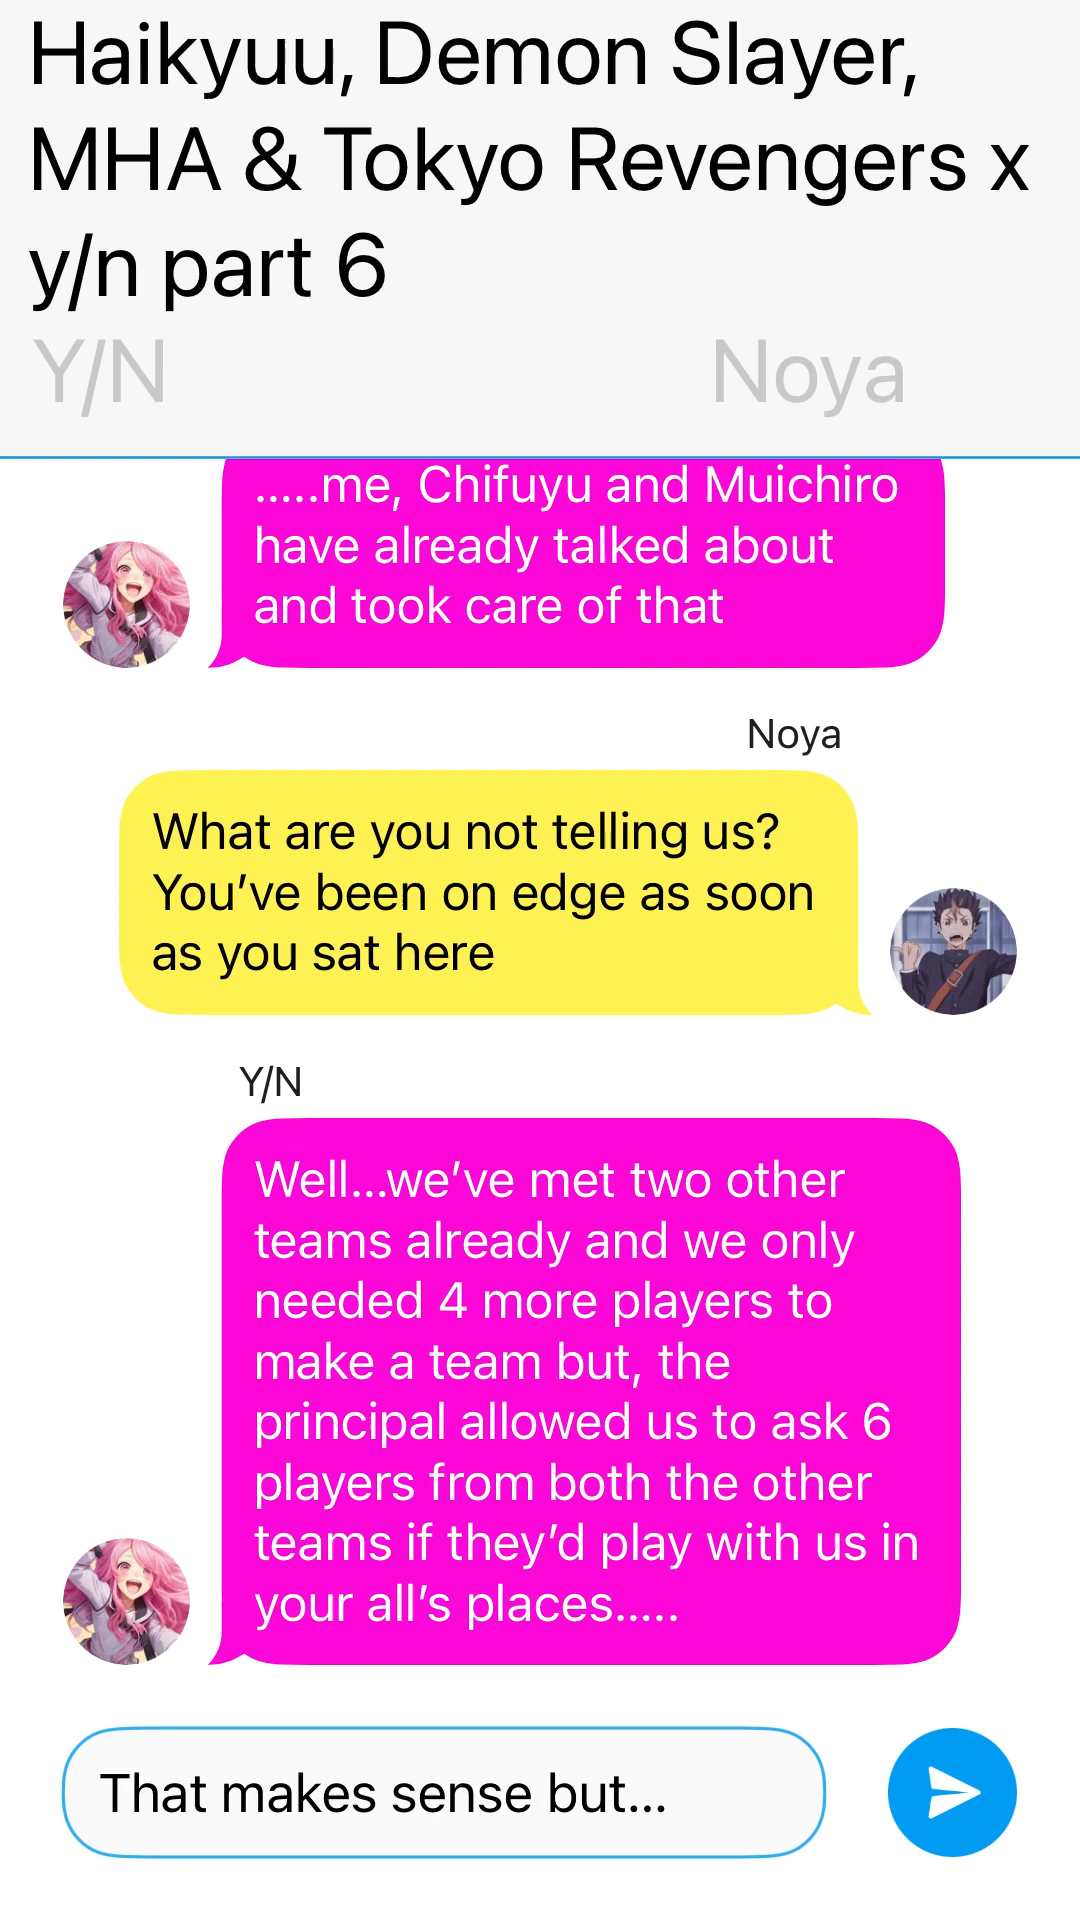 Haikyuu, Demon Slayer,
MHA & Tokyo Revengers x
y/n part 6
Y/N
Noya
.....me, Chifuyu and Muichiro
have already talked about
and took care of that
Noya
What are you not telling us?
You’ve been on edge as soon
as you sat here
Y/N
Well...we’ve met two other
teams already and we only
needed 4 more players to
make a team but, the
principal allowed us to ask 6
players from both the other
teams if they’d play with us in
your all’s places.....
That makes sense but...